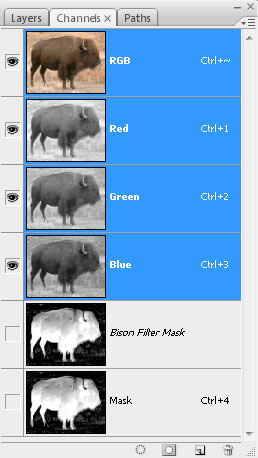 Layers Channels × Paths
RGB Ctrl+~
Red Ctrl+1
Green Ctrl+2
Blue Ctrl+3
Bison Filter Mask
Mask Ctrl+4